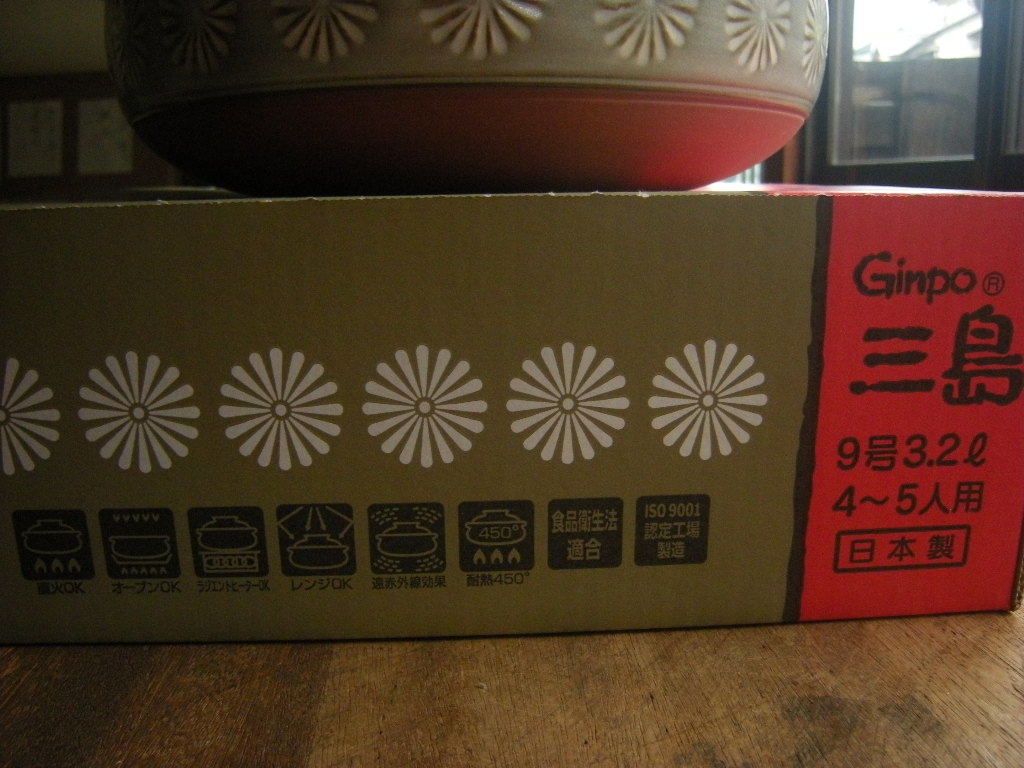 Ginpo®
三島
9号3.2ℓ
4～5人用
日本製
直火OK
オーブンOK
ラジエントヒーターOK
レンジOK
遠赤外線効果
450°
耐熱450°
食品衛生法
適合
ISO 9001
認定工場
製造